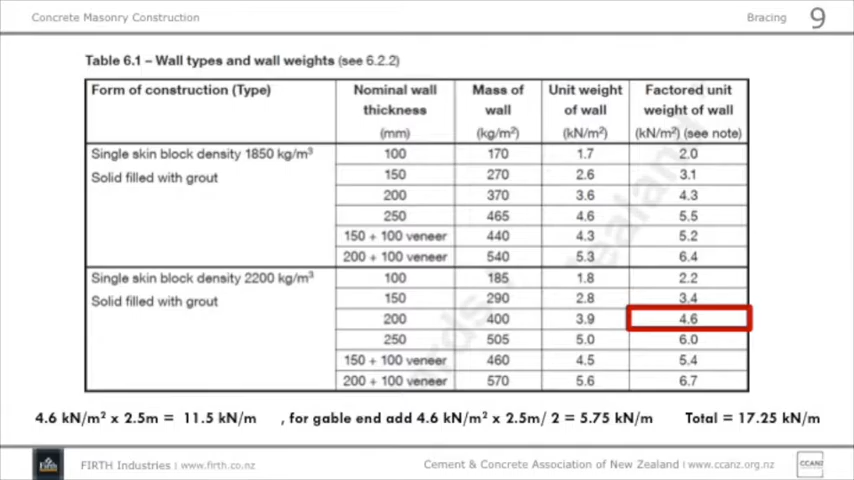 Concrete Masonry Construction Bracing 9
Table 6.1 – Wall types and wall weights (see 6.2.2)
Form of construction (Type) Nominal wall thickness (mm) Mass of wall (kg/m²) Unit weight of wall (kN/m²) Factored unit weight of wall (kN/m²) (see note)
Single skin block density 1850 kg/m³ 100 170 1.7 2.0
Solid filled with grout 150 270 2.6 3.1
200 370 3.6 4.3
250 465 4.6 5.5
150 + 100 veneer 440 4.3 5.2
200 + 100 veneer 540 5.3 6.4
Single skin block density 2200 kg/m³ 100 185 1.8 2.2
Solid filled with grout 150 290 2.8 3.4
200 400 3.9 4.6
250 505 5.0 6.0
150 + 100 veneer 460 4.5 5.4
200 + 100 veneer 570 5.6 6.7
4.6 kN/m² x 2.5m = 11.5 kN/m , for gable end add 4.6 kN/m² x 2.5m/ 2 = 5.75 kN/m Total = 17.25 kN/m
FIRTH Industries | www.firth.co.nz Cement & Concrete Association of New Zealand | www.ccanz.org.nz CCANZ